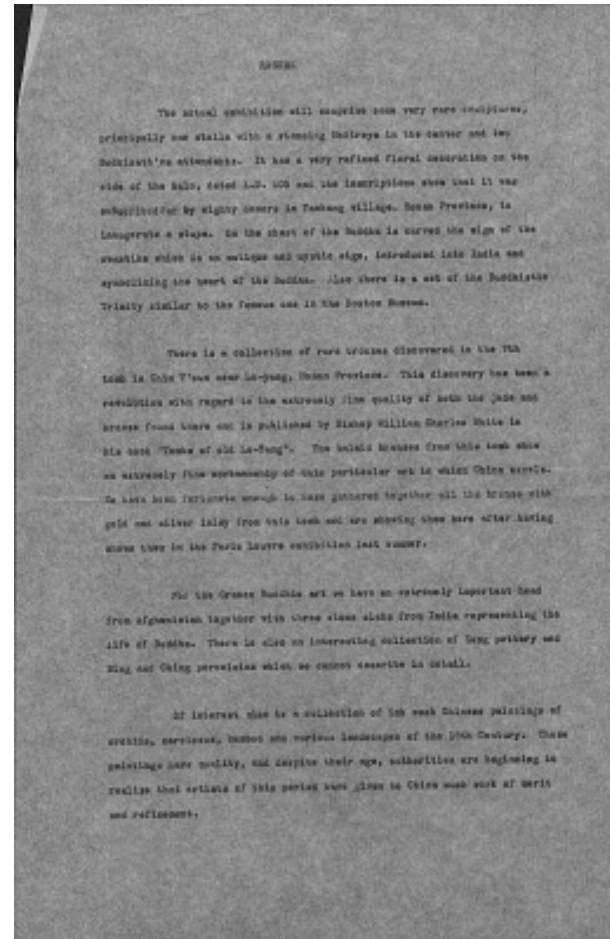 The actual exhibition will comprise some very rare sculptures,
principally one stella with a standing Maitreya in the center and two
attendants. It has a very refined floral decoration on the
side of the halo, dated A.D. and the inscriptions show that it was
by eighty donors in village, Honan Province, to
a stupa. On the chest of the Buddha is carved the sign of the
swastika which is an antique and mystic sign, introduced into India and
symbolizing the heart of the Buddha. Also there is a set of the Buddhistic
Trinity similar to the famous one in the Boston Museum.
There is a collection of rare bronzes discovered in the 7th
tomb in Chin T'sun near Lo-yang, Honan Province. This discovery has been a
revolution with regard to the extremely fine quality of both the jade and
bronze found there and is published by Bishop William Charles White in
his book "Tombs of old Lo-Yang". The inlaid bronzes from this tomb show
an extremely fine workmanship of this particular art in which China excels.
We have been fortunate enough to have gathered together all the bronze with
gold and silver inlay from this tomb and are showing them here after having
shown them in the Paris Louvre exhibition last summer.
For the Graeco Buddhic art we have an extremely important head
from Afghanistan together with three from India representing the
life of Buddha. There is also an interesting collection of Sung pottery and
Ming and Ching porcelains which we cannot describe in detail.
Of interest also is a collection of ink wash Chinese paintings of
orchids, narcissus, bamboo and various landscapes of the Century. These
paintings have quality, and despite their age, authorities are beginning to
realize that artists of this period have given to China much work of merit
and refinement.